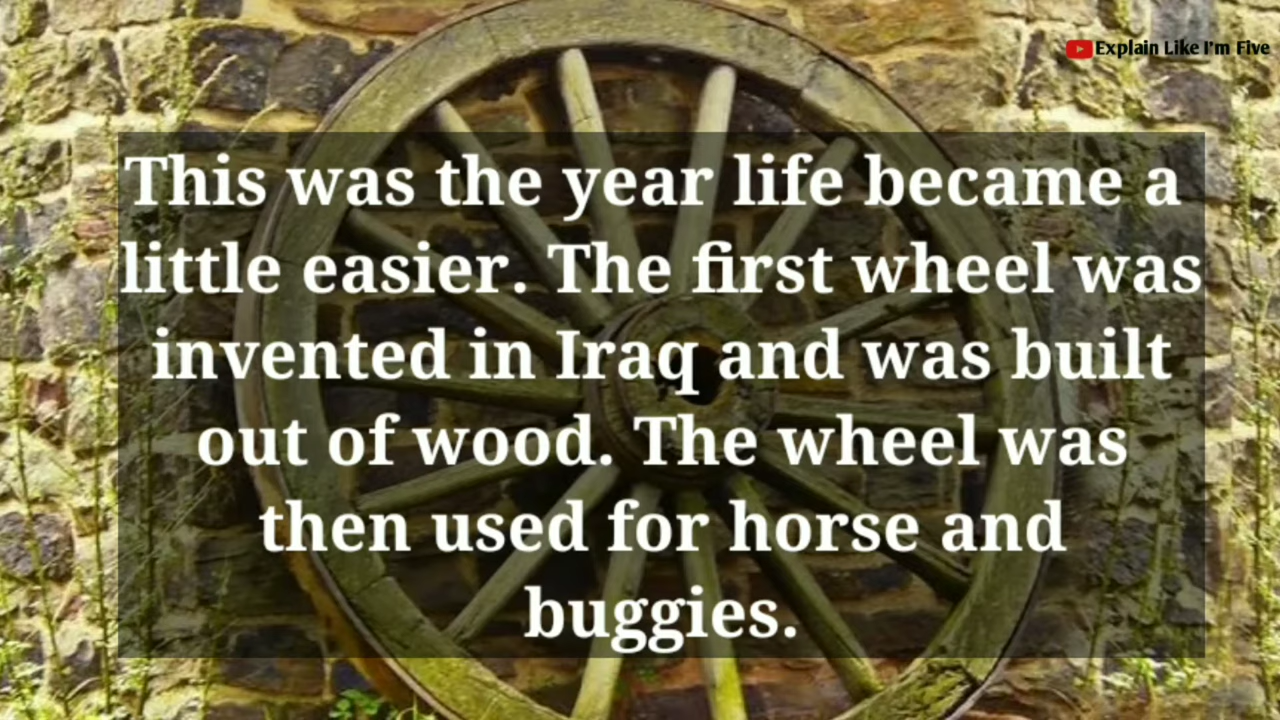 Explain Like I'm Five
This was the year life became a
little easier. The first wheel was
invented in Iraq and was built
out of wood. The wheel was
then used for horse and
buggies.